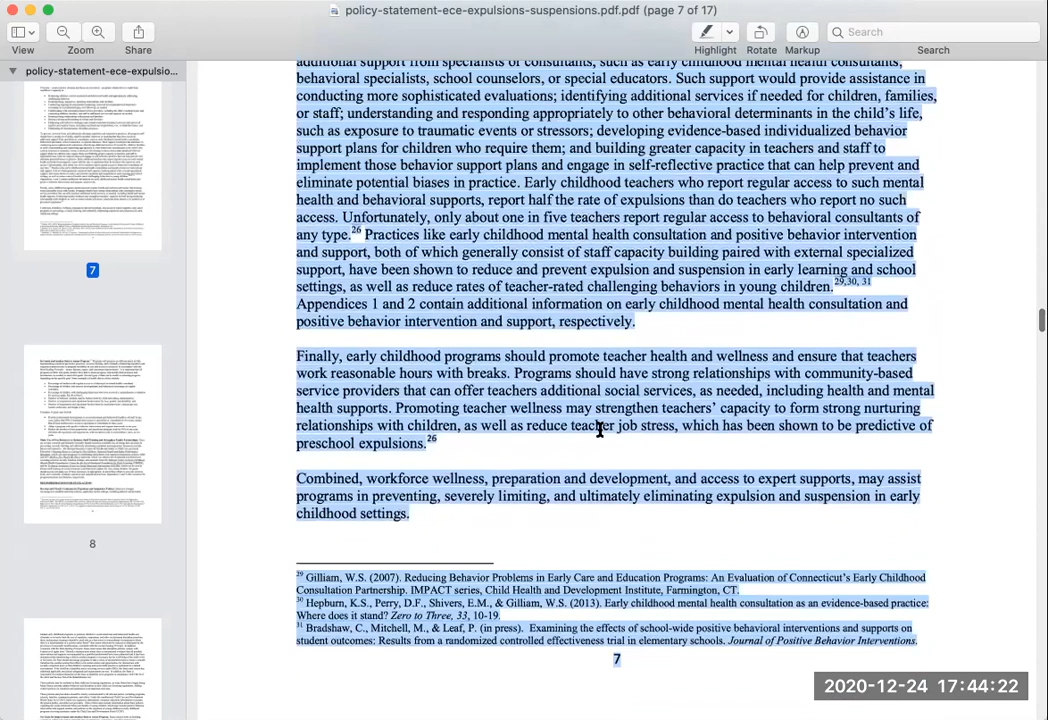 policy-statement-ece-expulsions-suspensions.pdf.pdf (page 7 of 17)
View
Zoom
Share
Highlight
Rotate
Markup
Search
Search
policy-statement-ece-expulsio...
7
8
additional support from specialists or consultants, such as early childhood mental health consultants,
behavioral specialists, school counselors, or special educators. Such support would provide assistance in
conducting more sophisticated evaluations; identifying additional services if needed for children, families,
or staff; understanding and responding appropriately to other behavioral determinants in the child's life,
such as exposure to traumatic events or stressors; developing evidence-based individualized behavior
support plans for children who need them; and building greater capacity in teachers and staff to
implement those behavior support plans and engage in self-reflective practice to help prevent and
eliminate potential biases in practice. Early childhood teachers who report regular access to such mental
health and behavioral supports, report half the rate of expulsions than do teachers who report no such
access. Unfortunately, only about one in five teachers report regular access to behavioral consultants of
any type.26 Practices like early childhood mental health consultation and positive behavior intervention
and support, both of which generally consist of staff capacity building paired with external specialized
support, have been shown to reduce and prevent expulsion and suspension in early learning and school
settings, as well as reduce rates of teacher-rated challenging behaviors in young children.29,30, 31
Appendices 1 and 2 contain additional information on early childhood mental health consultation and
positive behavior intervention and support, respectively.
Finally, early childhood programs should promote teacher health and wellness and ensure that teachers
work reasonable hours with breaks. Programs should have strong relationships with community-based
service providers that can offer teachers additional social services, as needed, including health and mental
health supports. Promoting teacher wellness may strengthen teachers' capacity to form strong nurturing
relationships with children, as well as reduce teacher job stress, which has been shown to be predictive of
preschool expulsions.26
Combined, workforce wellness, preparation and development, and access to expert supports, may assist
programs in preventing, severely limiting, and ultimately eliminating expulsion and suspension in early
childhood settings.
29 Gilliam, W.S. (2007). Reducing Behavior Problems in Early Care and Education Programs: An Evaluation of Connecticut's Early Childhood
Consultation Partnership. IMPACT series, Child Health and Development Institute, Farmington, CT.
30 Hepburn, K.S., Perry, D.F., Shivers, E.M., & Gilliam, W.S. (2013). Early childhood mental health consultation as an evidence-based practice:
Where does it stand? Zero to Three, 33, 10-19.
31 Bradshaw, C., Mitchell, M., & Leaf, P. (in press). Examining the effects of school-wide positive behavioral interventions and supports on
student outcomes: Results from a randomized controlled effectiveness trial in elementary schools. Journal of Positive Behavior Interventions.
7
2020-12-24 17:44:22